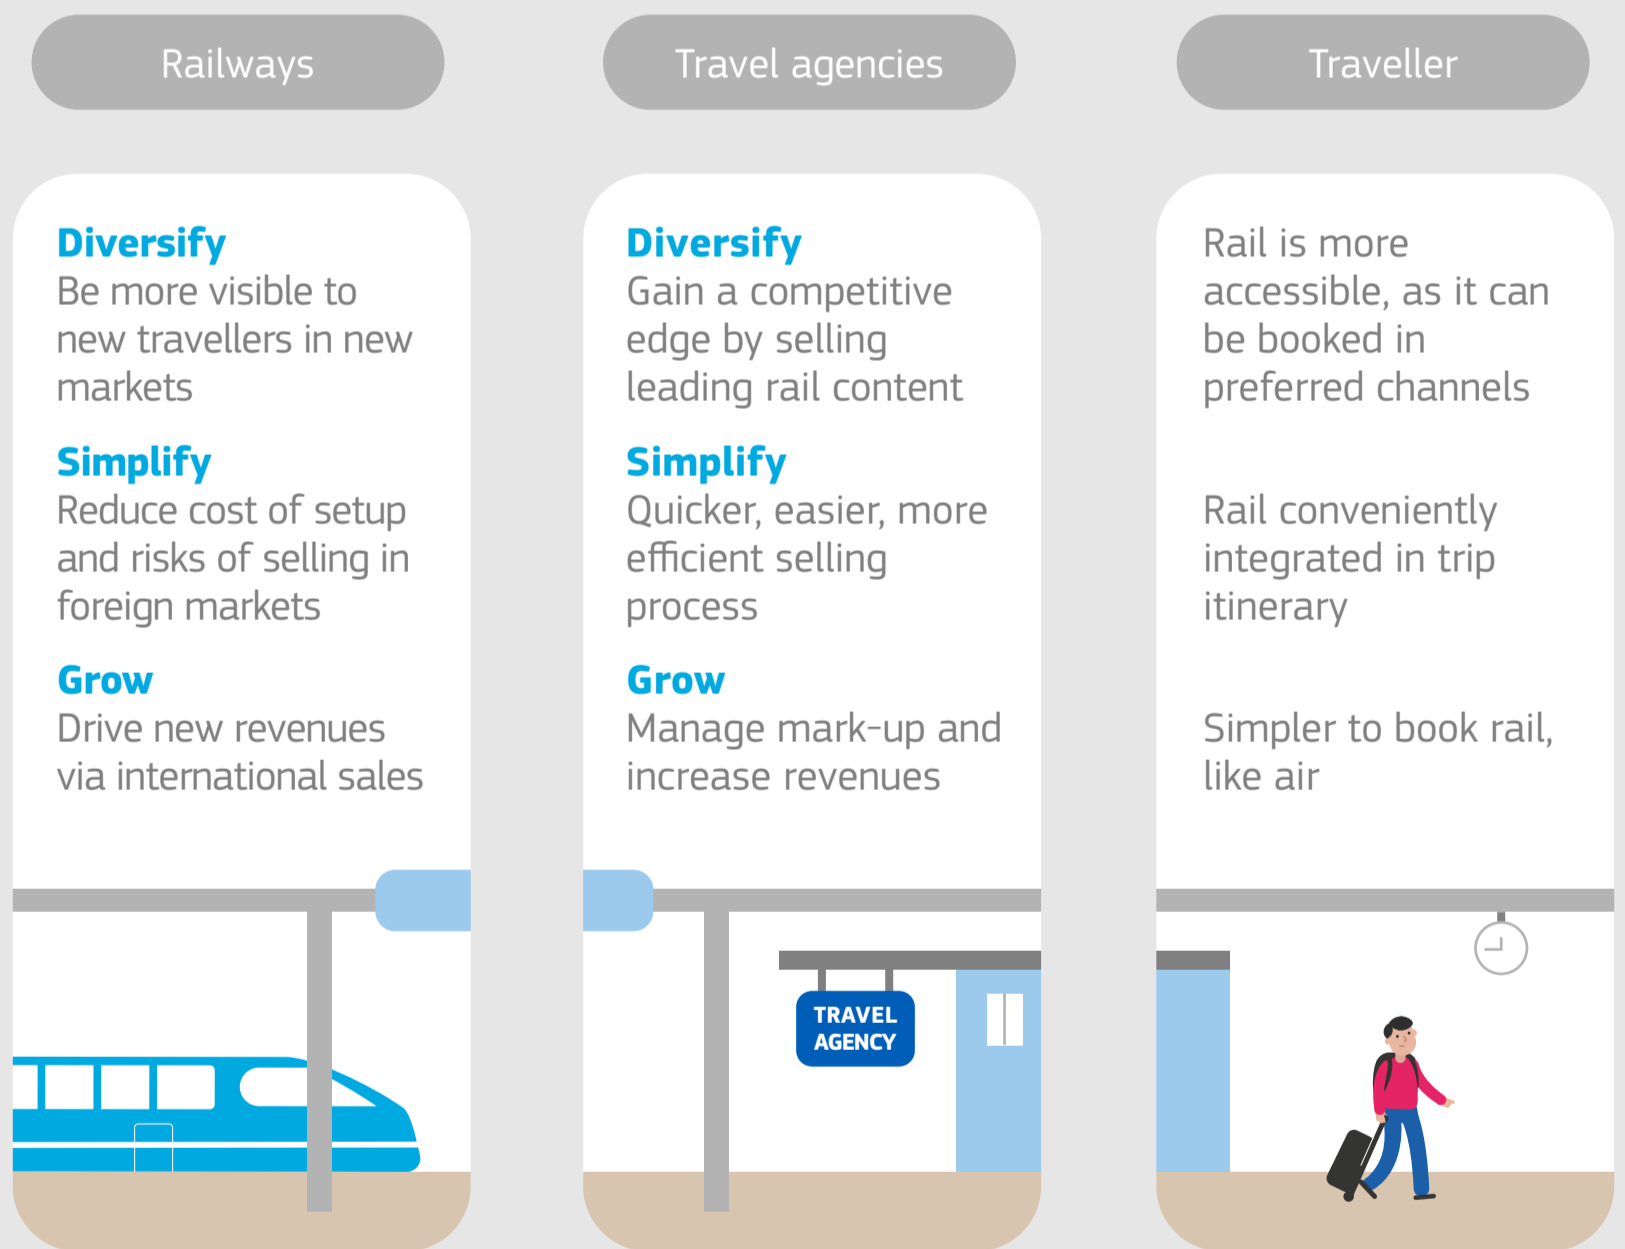 Railways
Diversify
Be more visible to
new travellers in new
markets
Simplify
Reduce cost of setup
and risks of selling in
foreign markets
Grow
Drive new revenues
via international sales
Travel agencies
Diversify
Gain a competitive
edge by selling
leading rail content
Simplify
Quicker, easier, more
efficient selling
process
Grow
Manage mark-up and
increase revenues
TRAVEL
AGENCY
Traveller
Rail is more
accessible, as it can
be booked in
preferred channels
Rail conveniently
integrated in trip
itinerary
Simpler to book rail,
like air